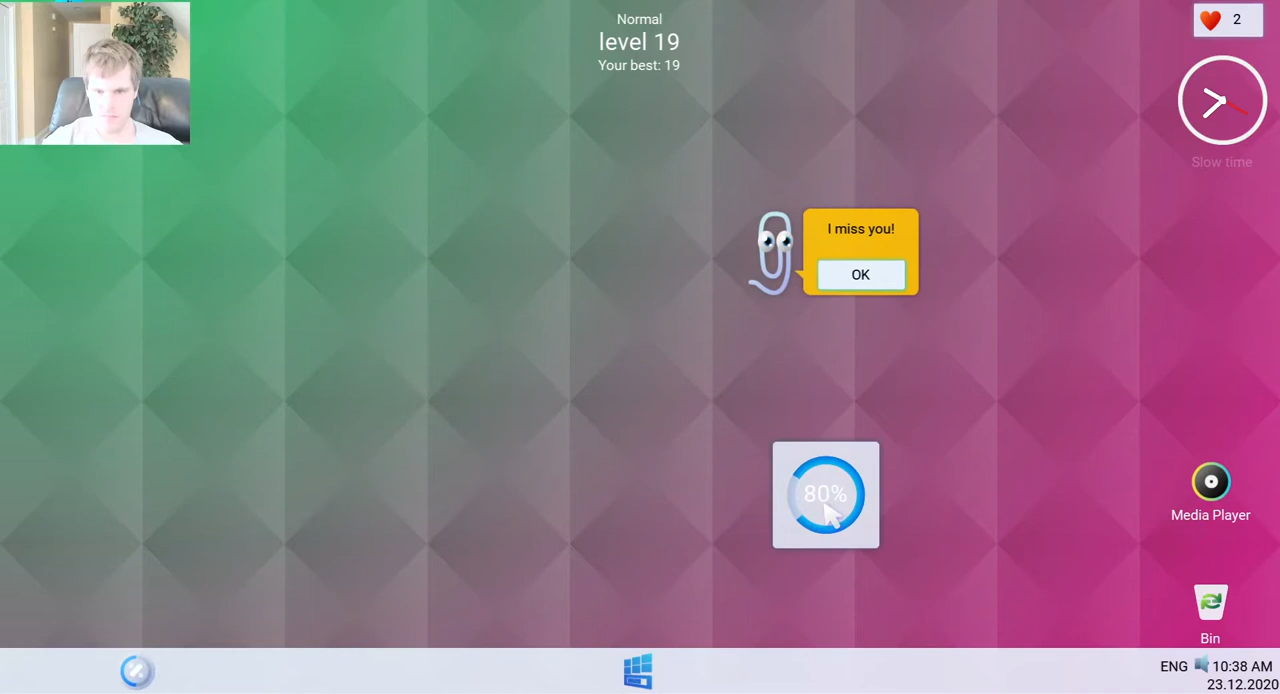 Normal
level 19
Your best: 19
2
Slow time
I miss you!
OK
80%
Media Player
Bin
ENG 10:38 AM
23.12.2020